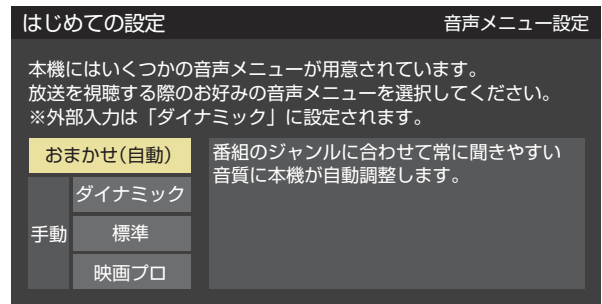 はじめての設定 音声メニュー設定
本機にはいくつかの音声メニューが用意されています。
放送を視聴する際のお好みの音声メニューを選択してください。
※外部入力は「ダイナミック」に設定されます。
おまかせ(自動)
番組のジャンルに合わせて常に聞きやすい
音質に本機が自動調整します。
手動
ダイナミック
標準
映画プロ